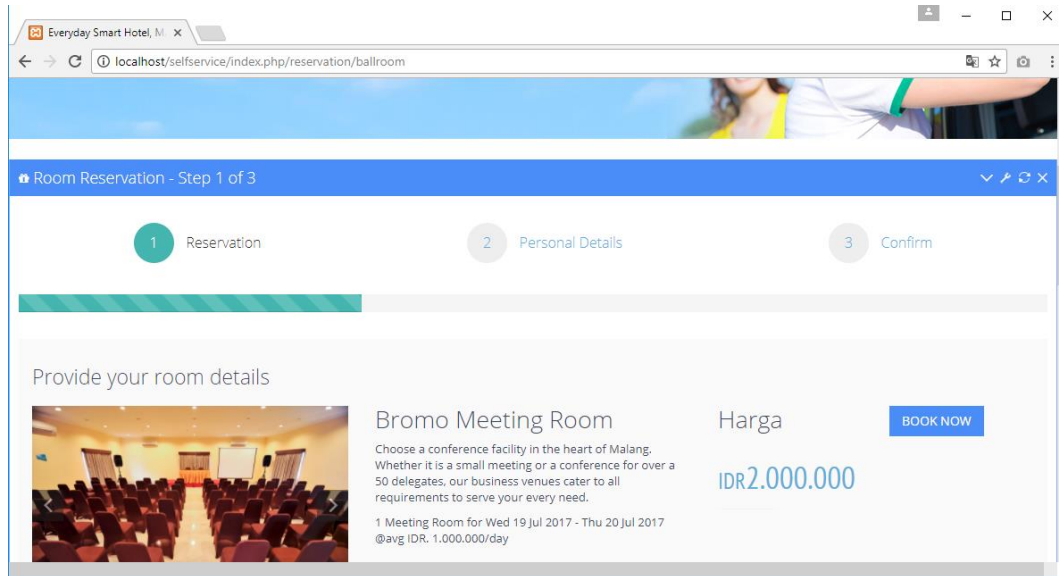 Everyday Smart Hotel, M
localhost/selfservice/index.php/reservation/ballroom
Room Reservation - Step 1 of 3
1 Reservation
2 Personal Details
3 Confirm
Provide your room details
Bromo Meeting Room
Choose a conference facility in the heart of Malang.
Whether it is a small meeting or a conference for over a
50 delegates, our business venues cater to all
requirements to serve your every need.
1 Meeting Room for Wed 19 Jul 2017 - Thu 20 Jul 2017
@avg IDR. 1.000.000/day
Harga
IDR2.000.000
BOOK NOW